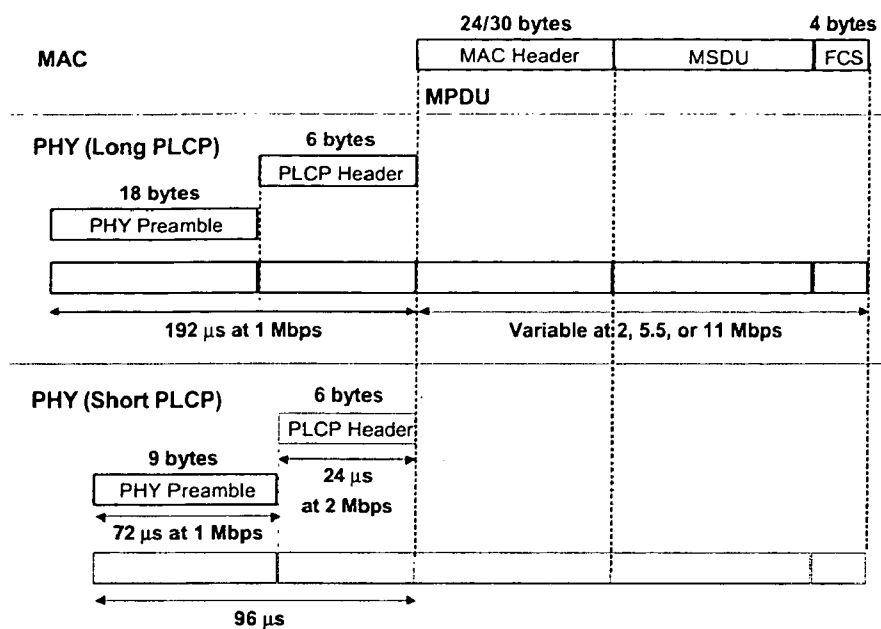 24/30 bytes 4 bytes
MAC MAC Header MSDU FCS
MPDU
PHY (Long PLCP) 6 bytes
PLCP Header
18 bytes
PHY Preamble
192 µs at 1 Mbps Variable at 2, 5.5, or 11 Mbps
PHY (Short PLCP) 6 bytes
PLCP Header
9 bytes 24 µs
PHY Preamble at 2 Mbps
72 µs at 1 Mbps
96 µs